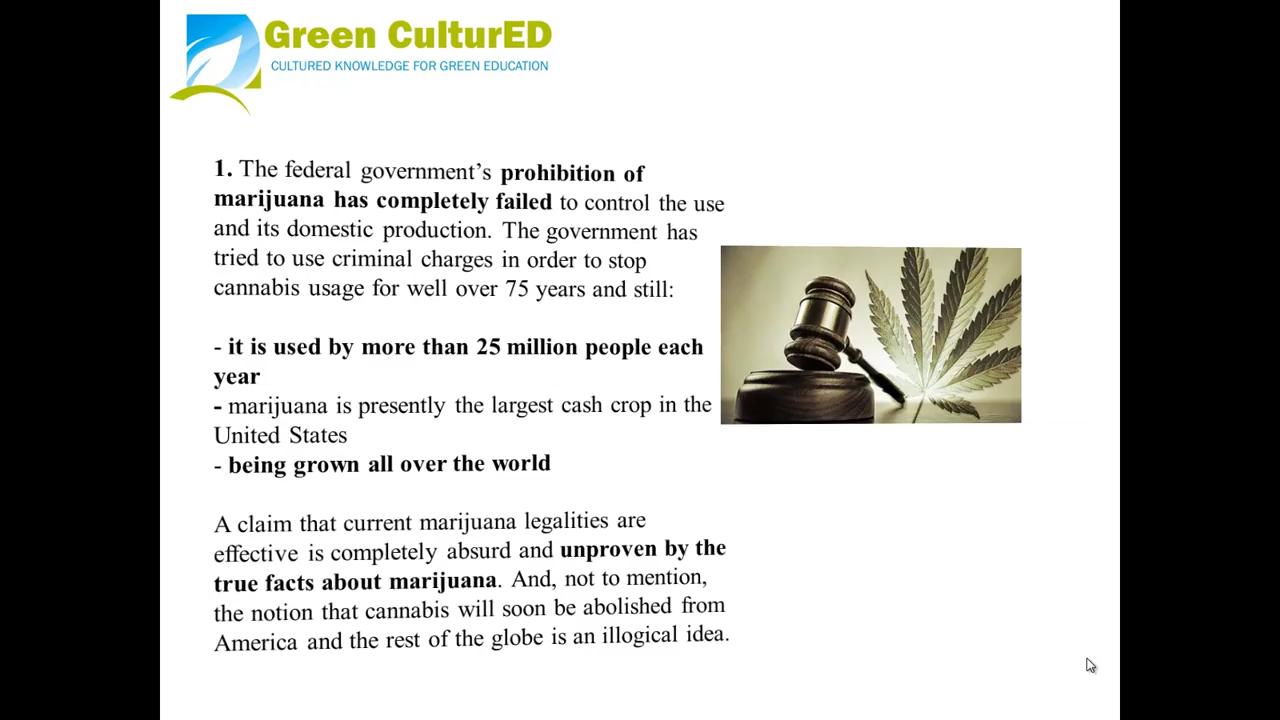 Green CulturED
CULTURED KNOWLEDGE FOR GREEN EDUCATION
1. The federal government’s prohibition of
marijuana has completely failed to control the use
and its domestic production. The government has
tried to use criminal charges in order to stop
cannabis usage for well over 75 years and still:
- it is used by more than 25 million people each
year
- marijuana is presently the largest cash crop in the
United States
- being grown all over the world
A claim that current marijuana legalities are
effective is completely absurd and unproven by the
true facts about marijuana. And, not to mention,
the notion that cannabis will soon be abolished from
America and the rest of the globe is an illogical idea.